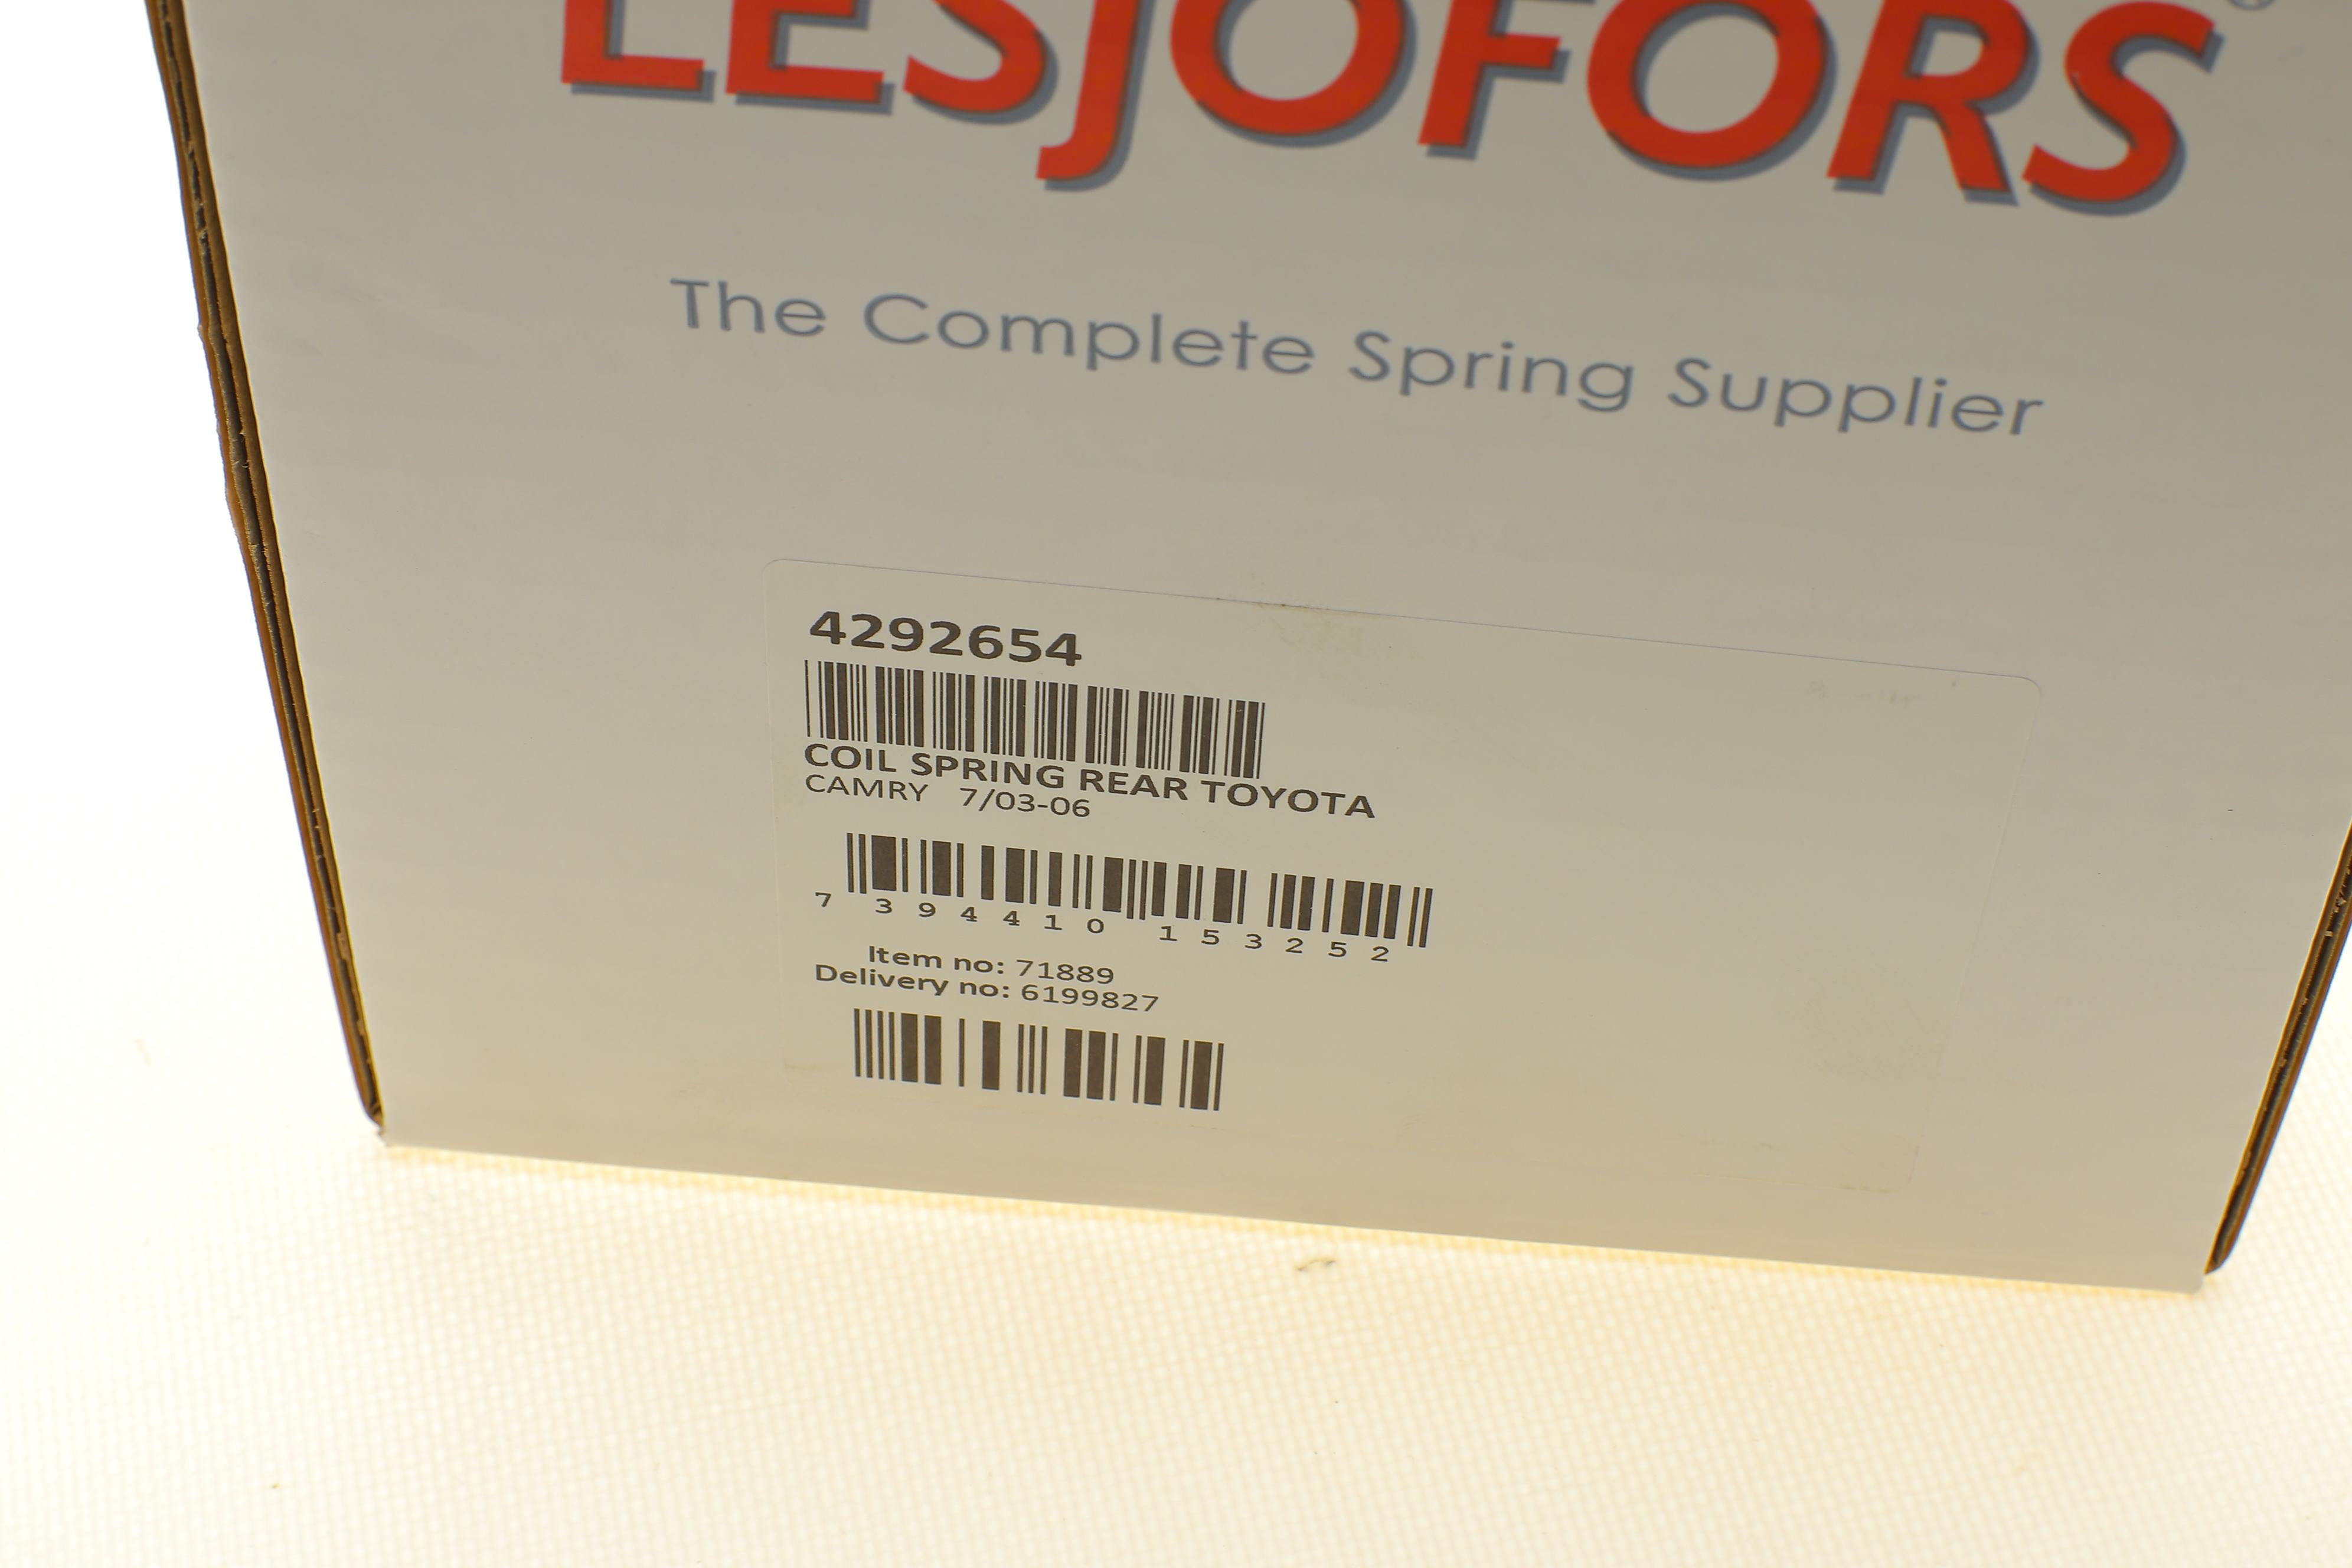 LESJOFORS®
The Complete Spring Supplier
4292654
COIL SPRING REAR TOYOTA
CAMRY 7/03-06
7 394410 153252
Item no: 71889
Delivery no: 6199827